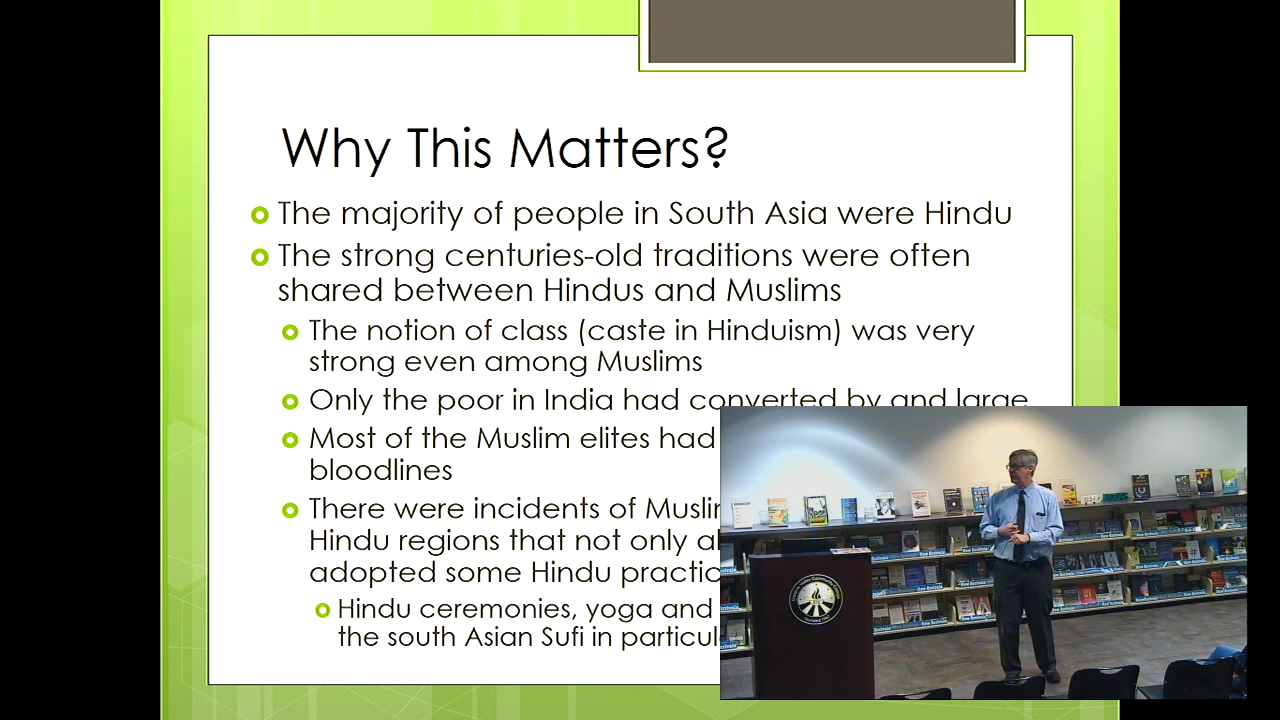 Why This Matters?
The majority of people in South Asia were Hindu
The strong centuries-old traditions were often
shared between Hindus and Muslims
The notion of class (caste in Hinduism) was very
strong even among Muslims
Only the poor in India had converted by and large
Most of the Muslim elites had
bloodlines
There were incidents of
Hindu regions that not only
adopted some Hindu
Hindu ceremonies, yoga and
the south Asian Sufi in